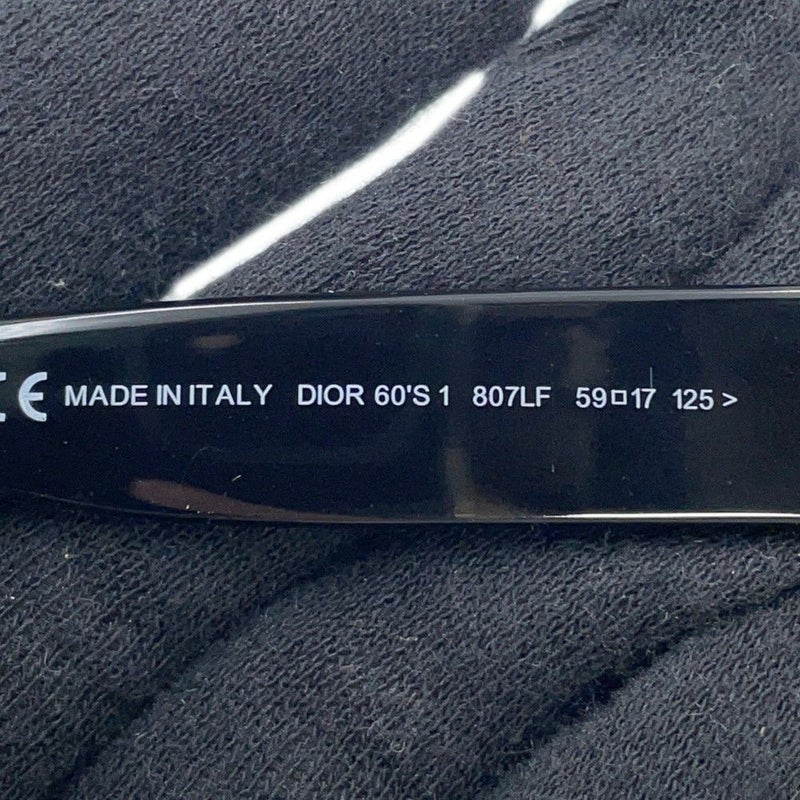 CE MADE IN ITALY DIOR 60'S 1 807LF 59□17 125 >